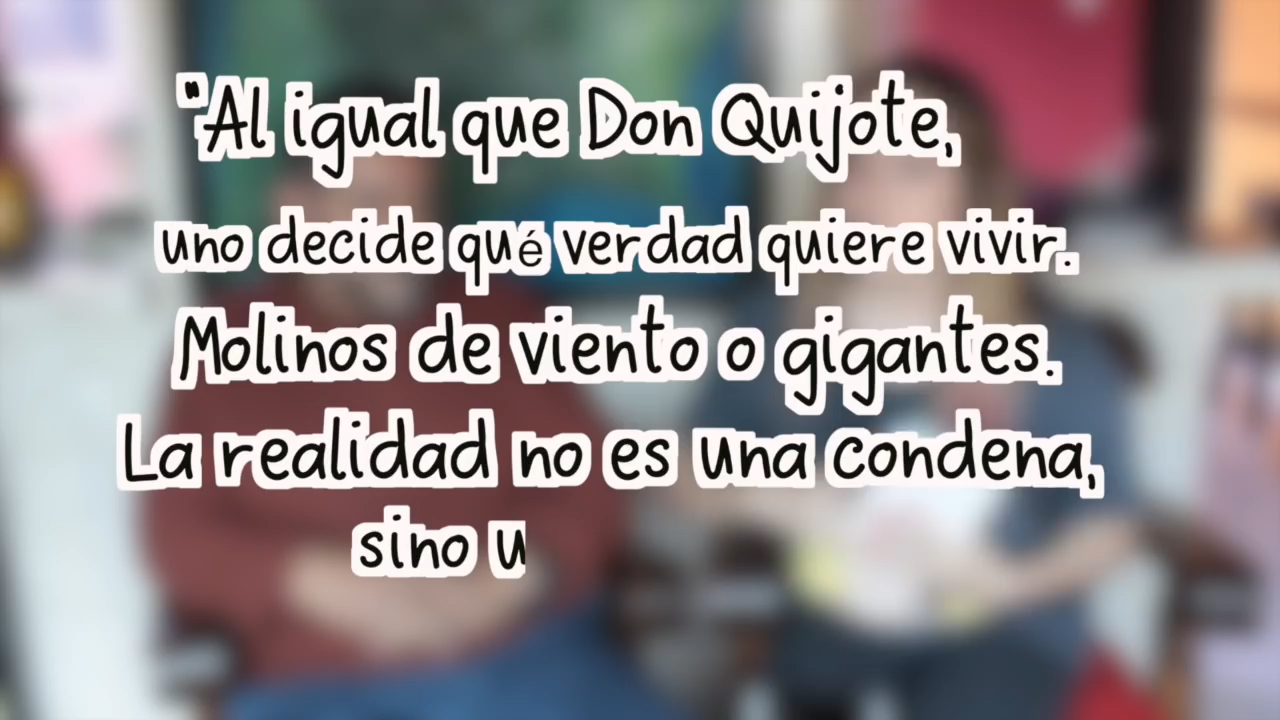 "Al igual que Don Quijote,
uno decide qué verdad quiere vivir.
Molinos de viento o gigantes.
La realidad no es una condena,
sino u